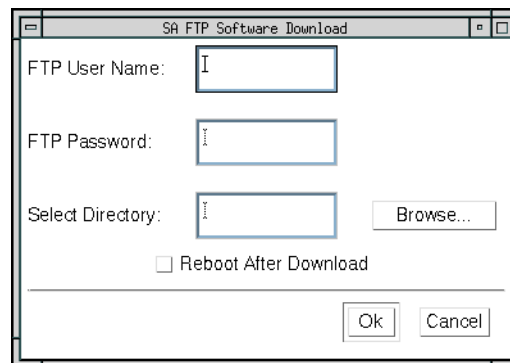 SA FTP Software Download
FTP User Name:
FTP Password:
Select Directory:
Browse...
Reboot After Download
Ok
Cancel